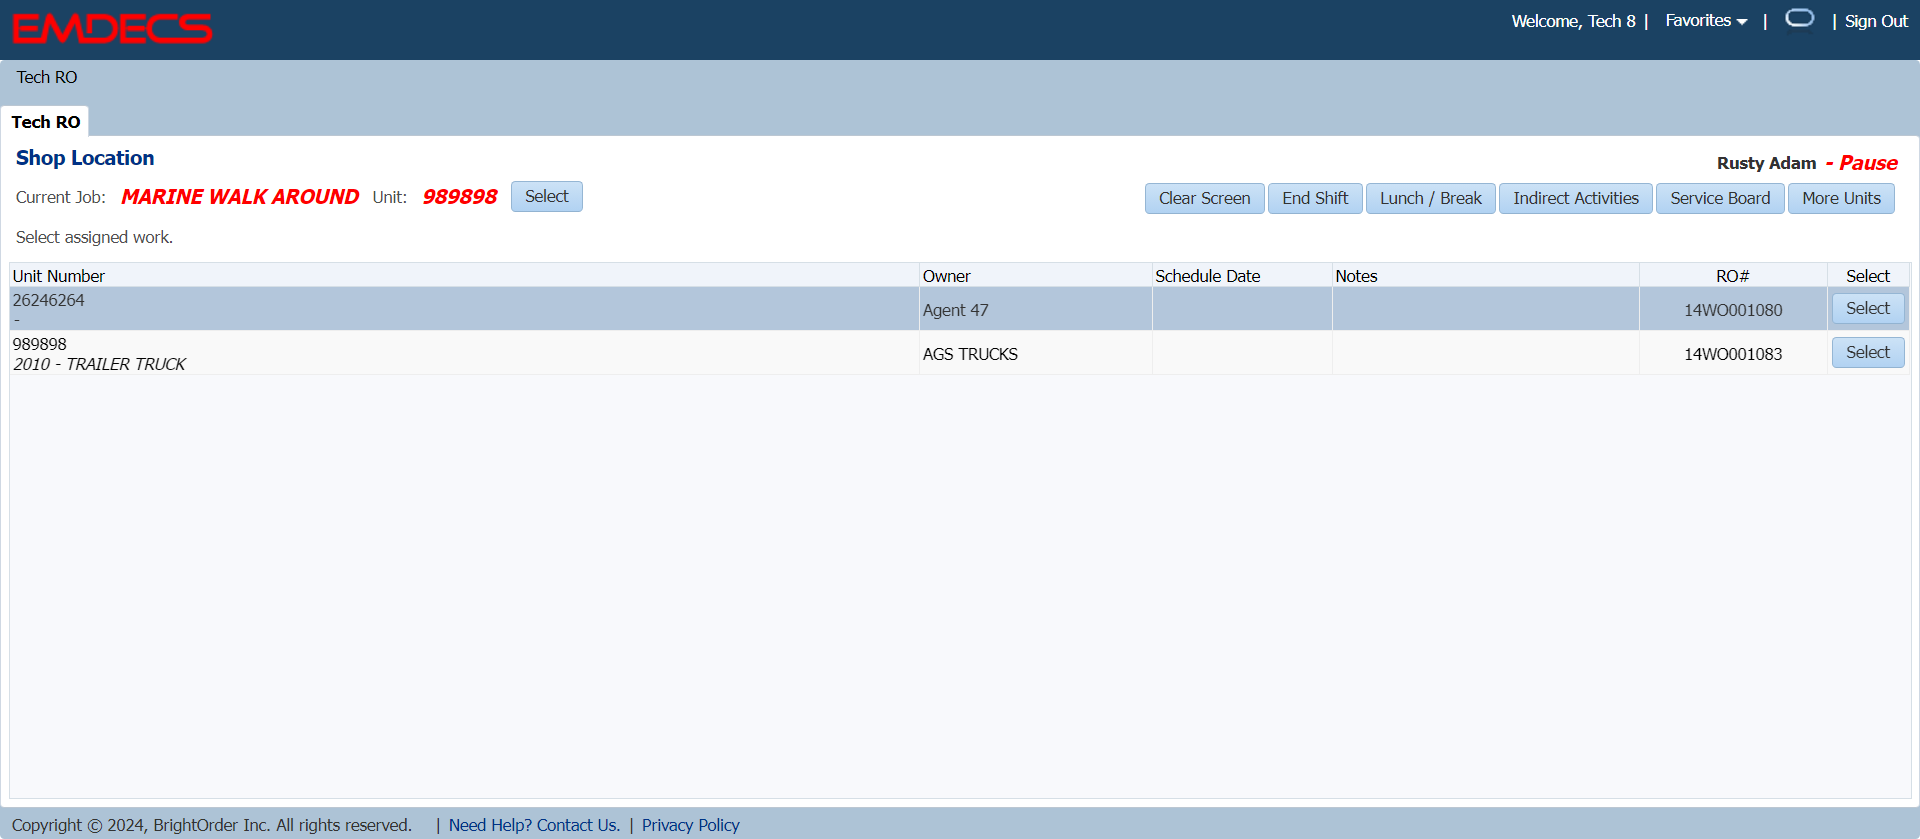 EMDECS
Welcome, Tech 8 | Favorites | | Sign Out
Tech RO
Tech RO
Shop Location
Rusty Adam - Pause
Current Job: MARINE WALK AROUND Unit: 989898 Select
Clear Screen End Shift Lunch / Break Indirect Activities Service Board More Units
Select assigned work.
Unit Number Owner Schedule Date Notes RO# Select
26246264
-
Agent 47 14WO001080 Select
989898
2010 - TRAILER TRUCK
AGS TRUCKS 14WO001083 Select
Copyright © 2024, BrightOrder Inc. All rights reserved. | Need Help? Contact Us. | Privacy Policy